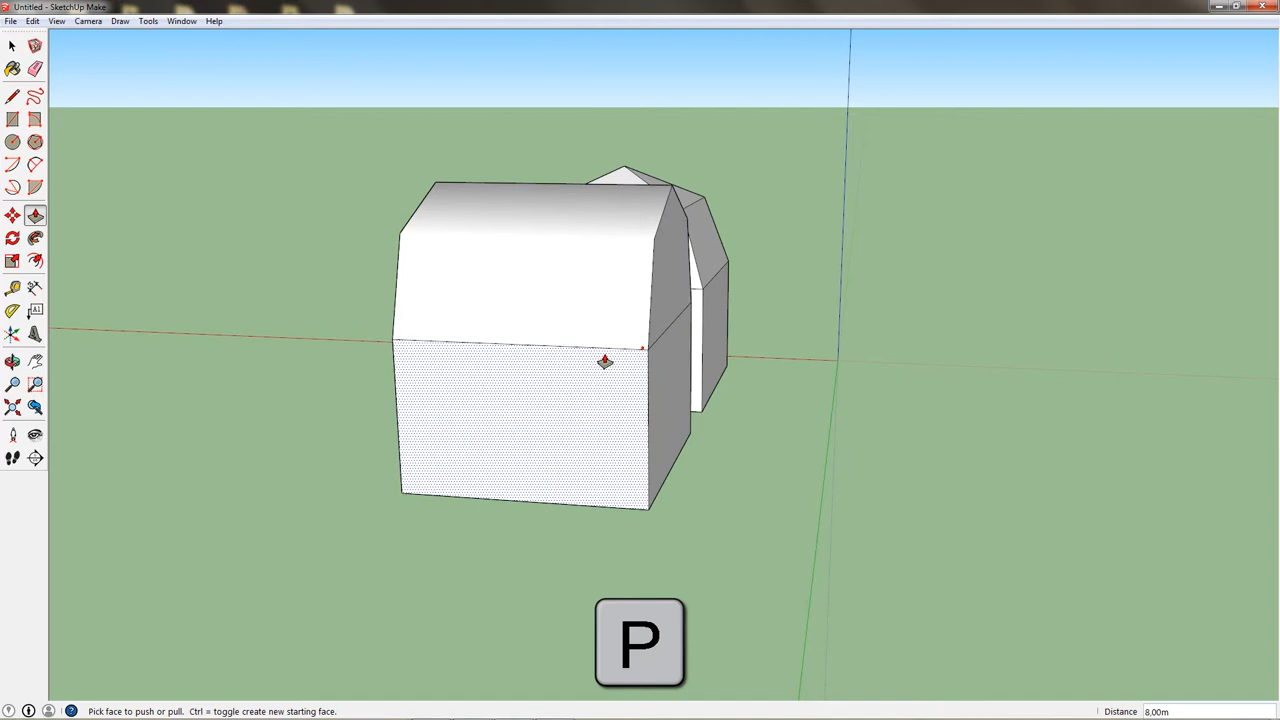 Untitled - SketchUp Make
File Edit View Camera Draw Tools Window Help
A1
P
Pick face to push or pull. Ctrl = toggle create new starting face.
Distance 8,00m